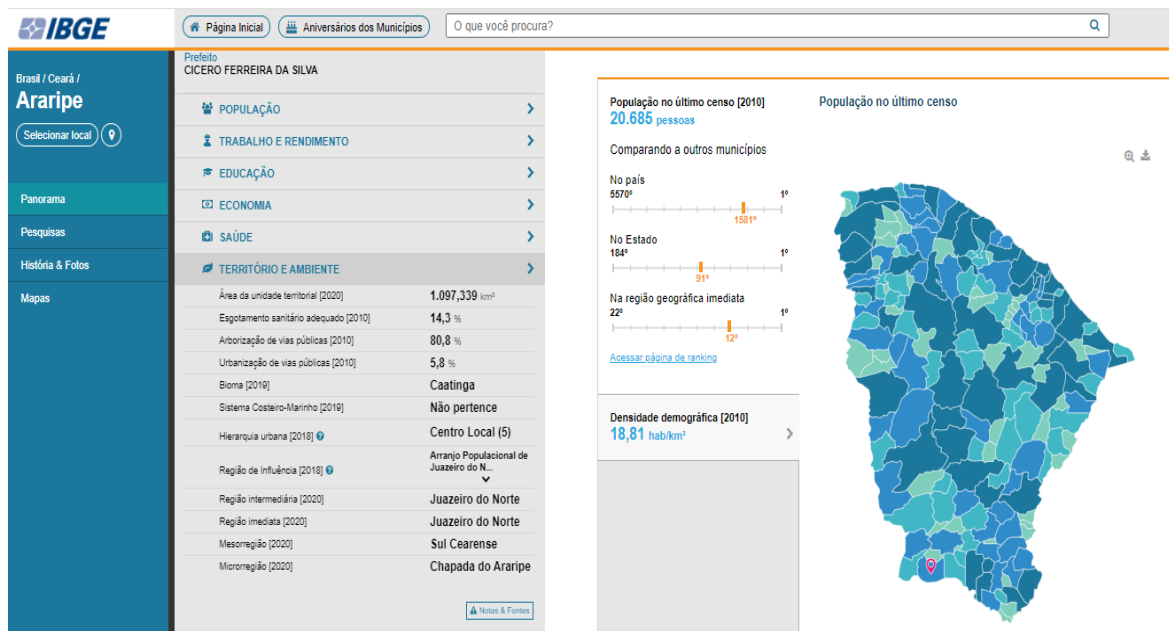 IBGE
Página Inicial
Aniversários dos Municípios
O que você procura?
Brasil / Ceará /
Araripe
Selecionar local
Panorama
Pesquisas
História & Fotos
Mapas
Prefeito
CICERO FERREIRA DA SILVA
POPULAÇÃO
TRABALHO E RENDIMENTO
EDUCAÇÃO
ECONOMIA
SAÚDE
TERRITÓRIO E AMBIENTE
Área da unidade territorial [2020] 1.097,339 km²
Esgotamento sanitário adequado [2010] 14,3 %
Arborização de vias públicas [2010] 80,8 %
Urbanização de vias públicas [2010] 5,8 %
Bioma [2019] Caatinga
Sistema Costeiro-Marinho [2019] Não pertence
Hierarquia urbana [2018] Centro Local (5)
Região de Influência [2018] Arranjo Populacional de
Juazeiro do N...
Região intermediária [2020] Juazeiro do Norte
Região imediata [2020] Juazeiro do Norte
Mesorregião [2020] Sul Cearense
Microrregião [2020] Chapada do Araripe
Notas & Fontes
População no último censo [2010]
20.685 pessoas
Comparando a outros municípios
No país
5570º 1º
1581º
No Estado
184º 1º
91º
Na região geográfica imediata
22º 1º
12º
Acessar página de ranking
Densidade demográfica [2010]
18,81 hab/km²
População no último censo